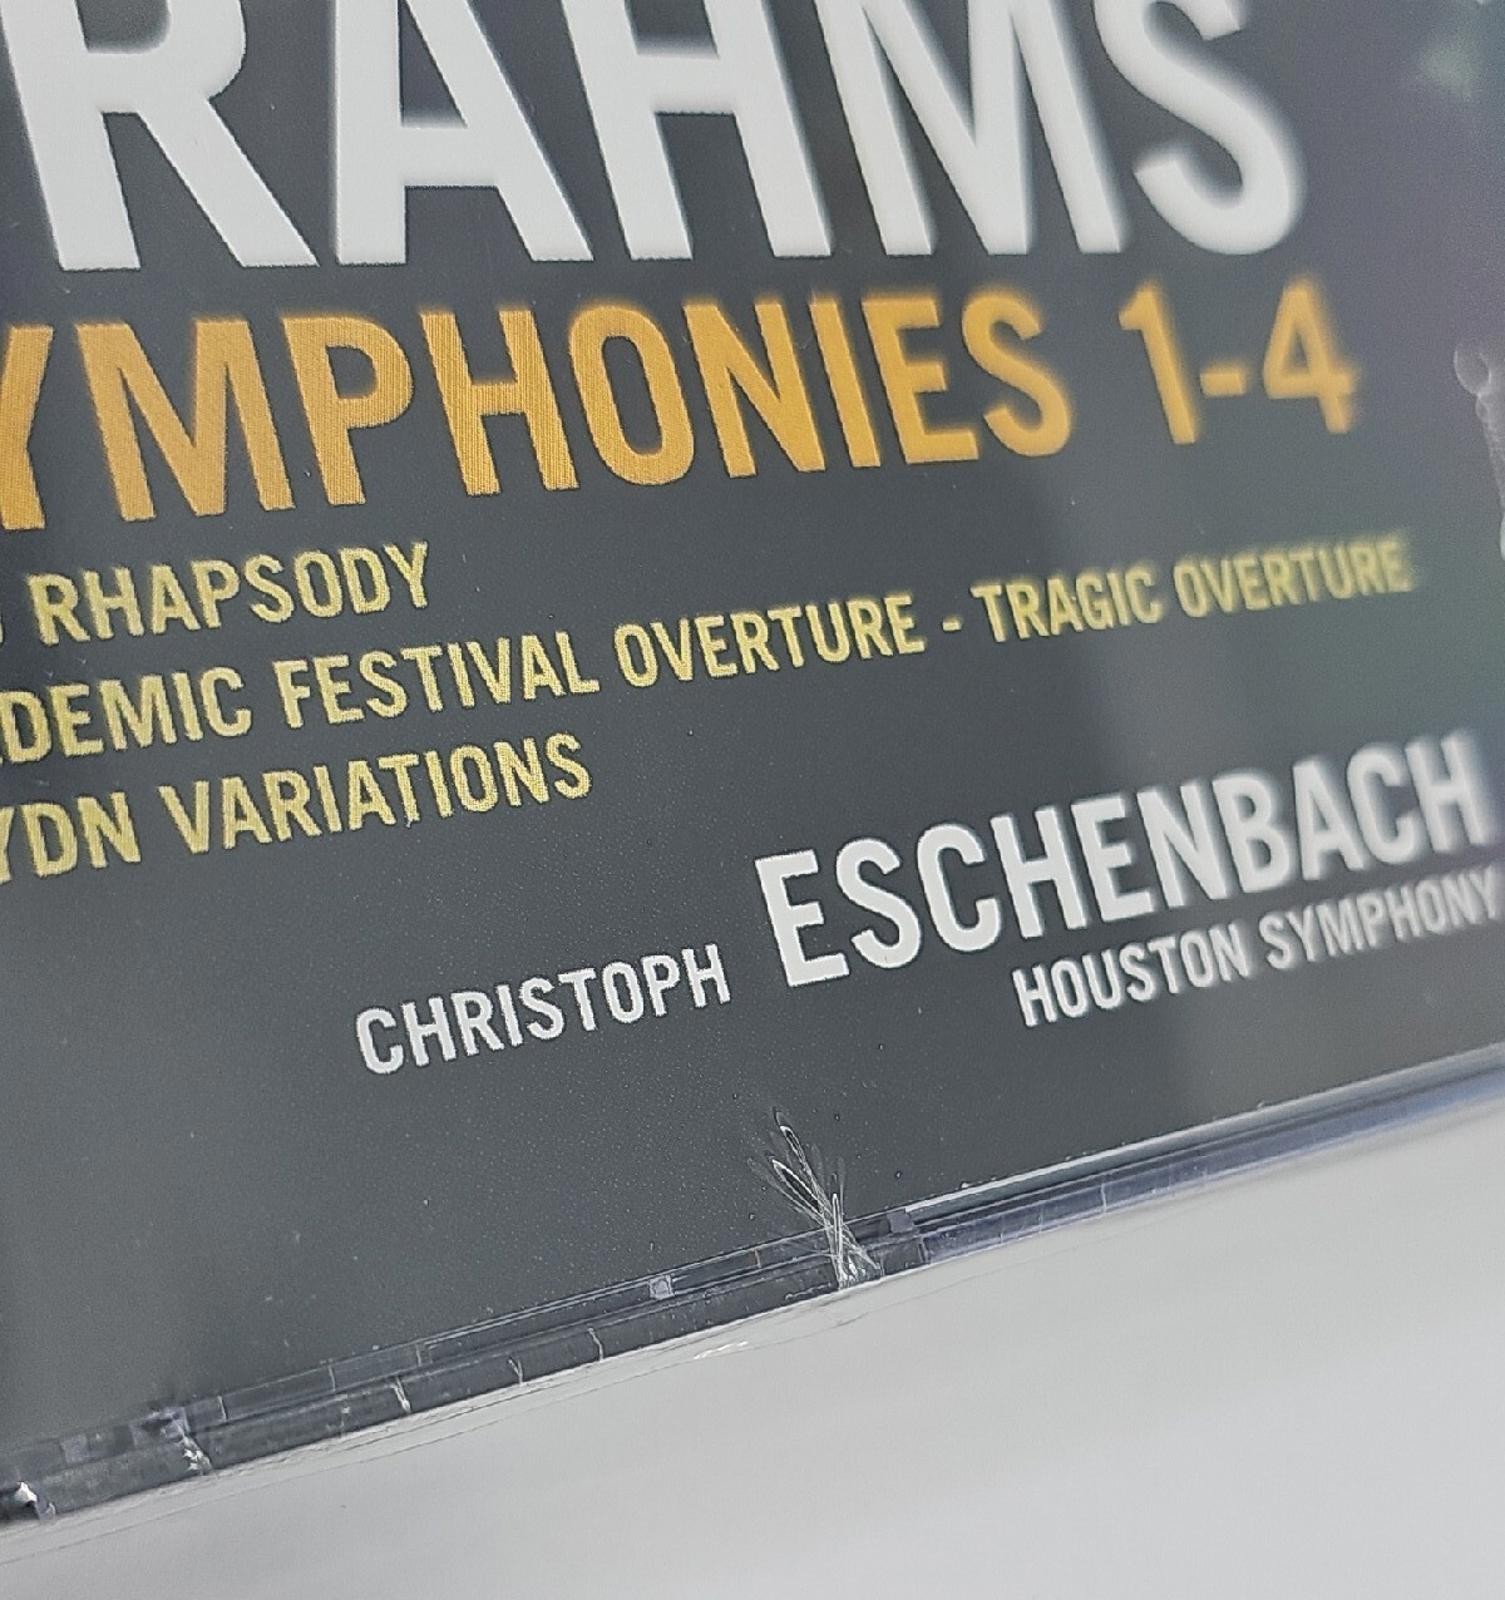 RAHMS
YMPHONIES 1-4
RHAPSODY
DEMIC FESTIVAL OVERTURE - TRAGIC OVERTURE
YDN VARIATIONS
CHRISTOPH ESCHENBACH
HOUSTON SYMPHONY